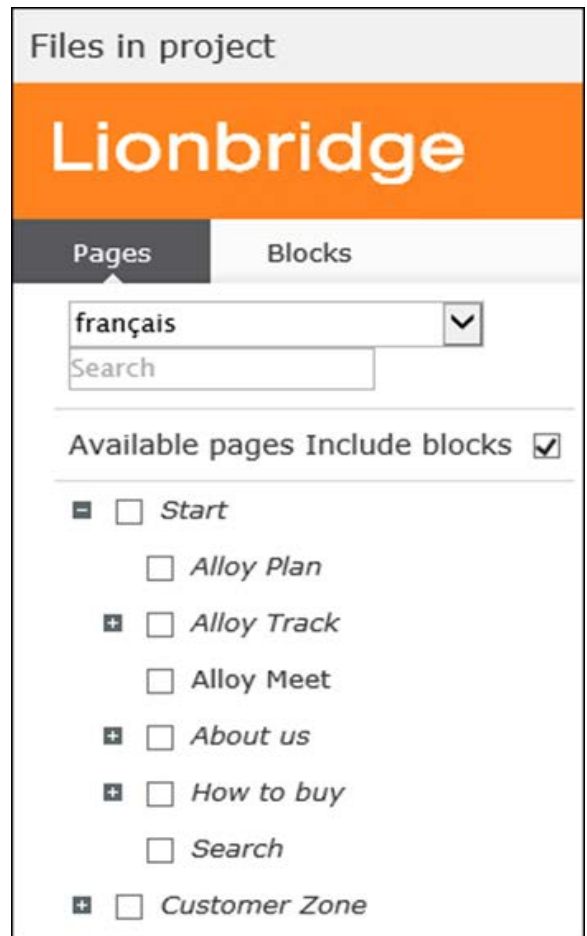 Files in project
Lionbridge
Pages Blocks
français
Search
Available pages Include blocks
Start
Alloy Plan
Alloy Track
Alloy Meet
About us
How to buy
Search
Customer Zone